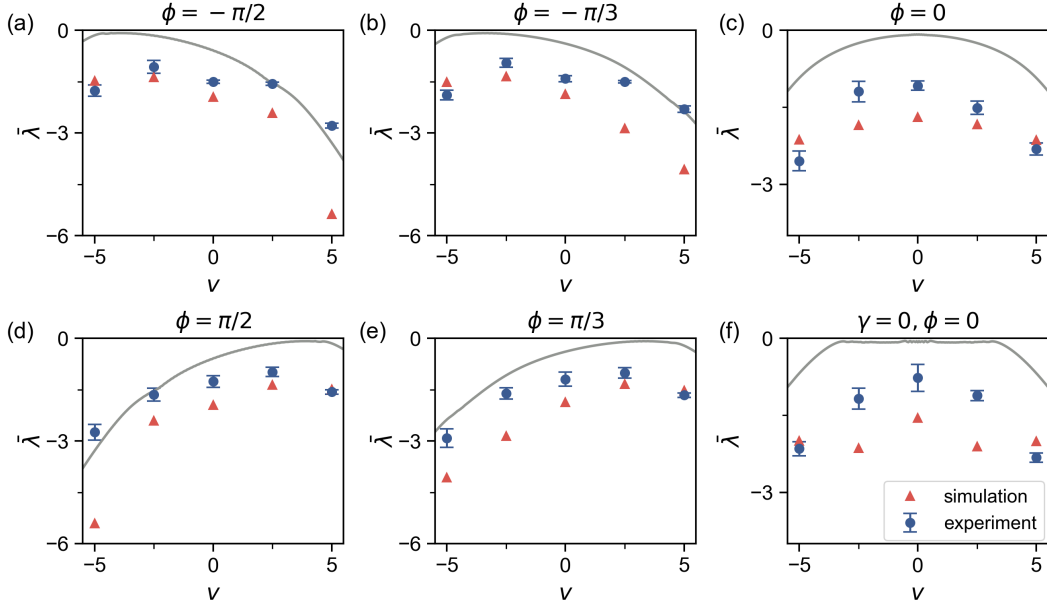 (a)
ϕ = − π/2
0
−3
−6
λ̄
−5
0
5
v
(b)
ϕ = − π/3
0
−3
−6
λ̄
−5
0
5
v
(c)
ϕ = 0
0
−3
λ̄
−5
0
5
v
(d)
ϕ = π/2
0
−3
−6
λ̄
−5
0
5
v
(e)
ϕ = π/3
0
−3
−6
λ̄
−5
0
5
v
(f)
γ = 0, ϕ = 0
0
−3
λ̄
simulation
experiment
−5
0
5
v